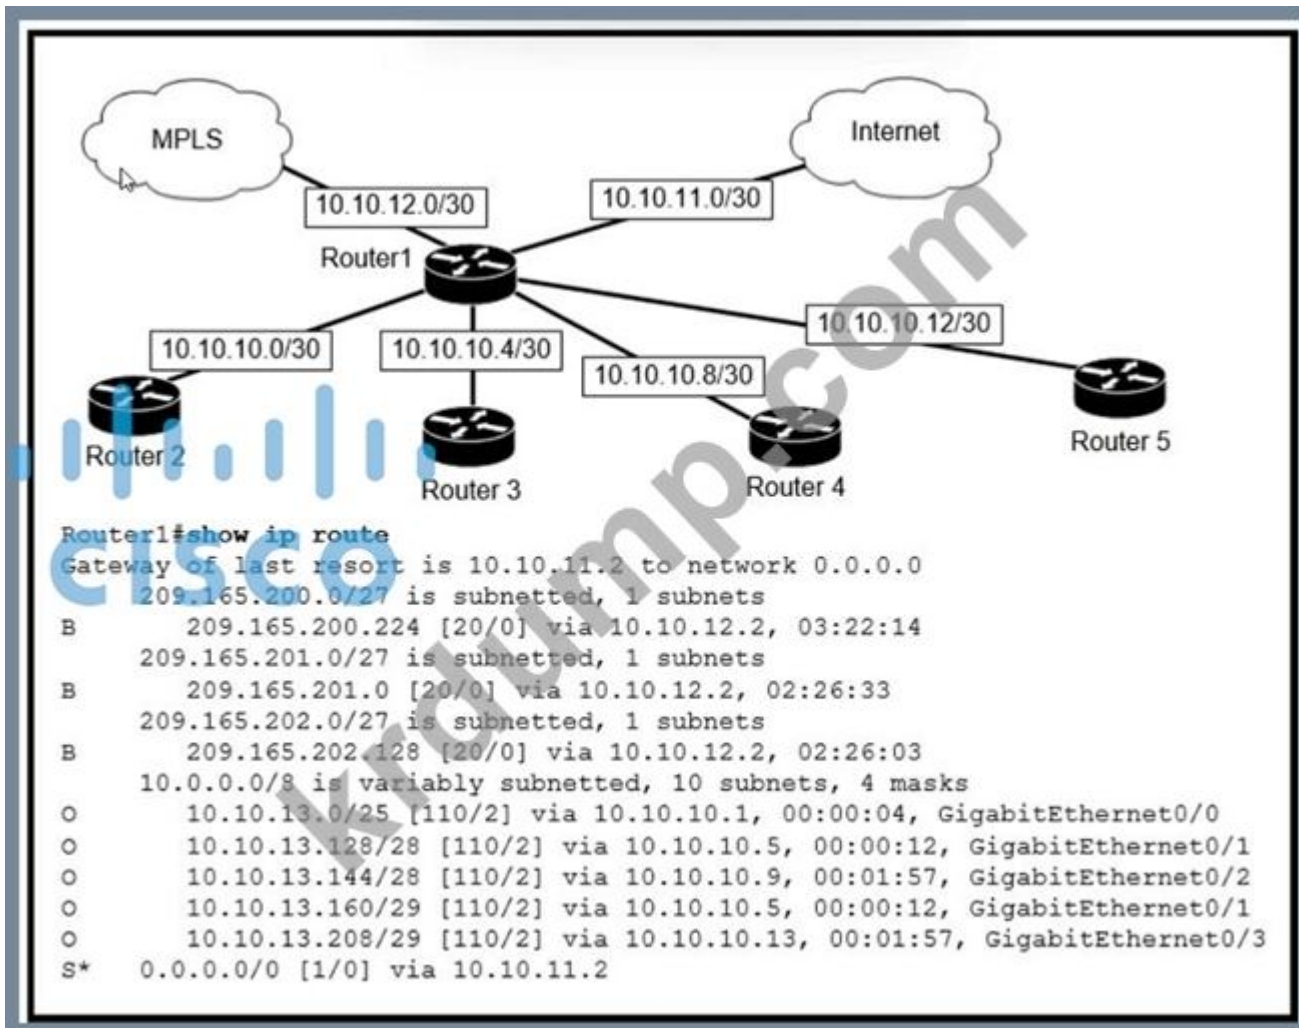 MPLS
Internet
10.10.12.0/30
10.10.11.0/30
Router1
10.10.10.12/30
10.10.10.0/30
10.10.10.4/30
10.10.10.8/30
Router 2
Router 3
Router 4
Router 5
Router1#show ip route
Gateway of last resort is 10.10.11.2 to network 0.0.0.0
209.165.200.0/27 is subnetted, 1 subnets
B 209.165.200.224 [20/0] via 10.10.12.2, 03:22:14
209.165.201.0/27 is subnetted, 1 subnets
B 209.165.201.0 [20/0] via 10.10.12.2, 02:26:33
209.165.202.0/27 is subnetted, 1 subnets
B 209.165.202.128 [20/0] via 10.10.12.2, 02:26:03
10.0.0.0/8 is variably subnetted, 10 subnets, 4 masks
O 10.10.13.0/25 [110/2] via 10.10.10.1, 00:00:04, GigabitEthernet0/0
O 10.10.13.128/28 [110/2] via 10.10.10.5, 00:00:12, GigabitEthernet0/1
O 10.10.13.144/28 [110/2] via 10.10.10.9, 00:01:57, GigabitEthernet0/2
O 10.10.13.160/29 [110/2] via 10.10.10.5, 00:00:12, GigabitEthernet0/1
O 10.10.13.208/29 [110/2] via 10.10.10.13, 00:01:57, GigabitEthernet0/3
S* 0.0.0.0/0 [1/0] via 10.10.11.2
CISCO
krdump.com